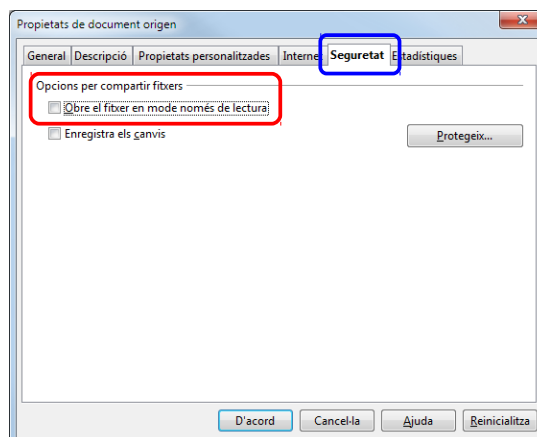 Propietats de document origen
General Descripció Propietats personalitzades Internet Seguretat Estadístiques
Opcions per compartir fitxers
Obre el fitxer en mode només de lectura
Enregistra els canvis
Protegeix...
D'acord Cancel·la Ajuda Reinicialitza